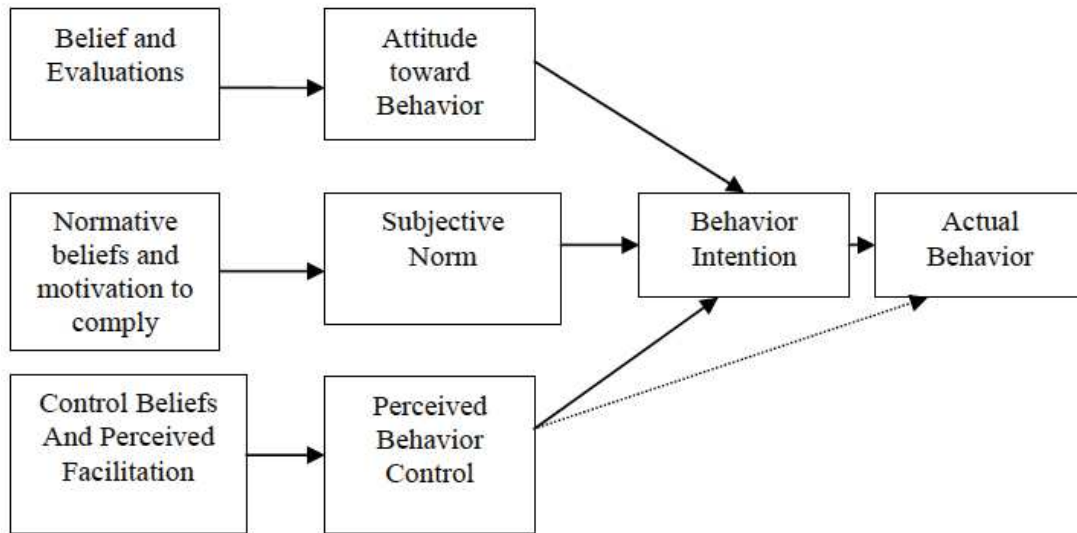 Belief and
Evaluations
Attitude
toward
Behavior
Normative
beliefs and
motivation to
comply
Subjective
Norm
Behavior
Intention
Actual
Behavior
Control Beliefs
And Perceived
Facilitation
Perceived
Behavior
Control